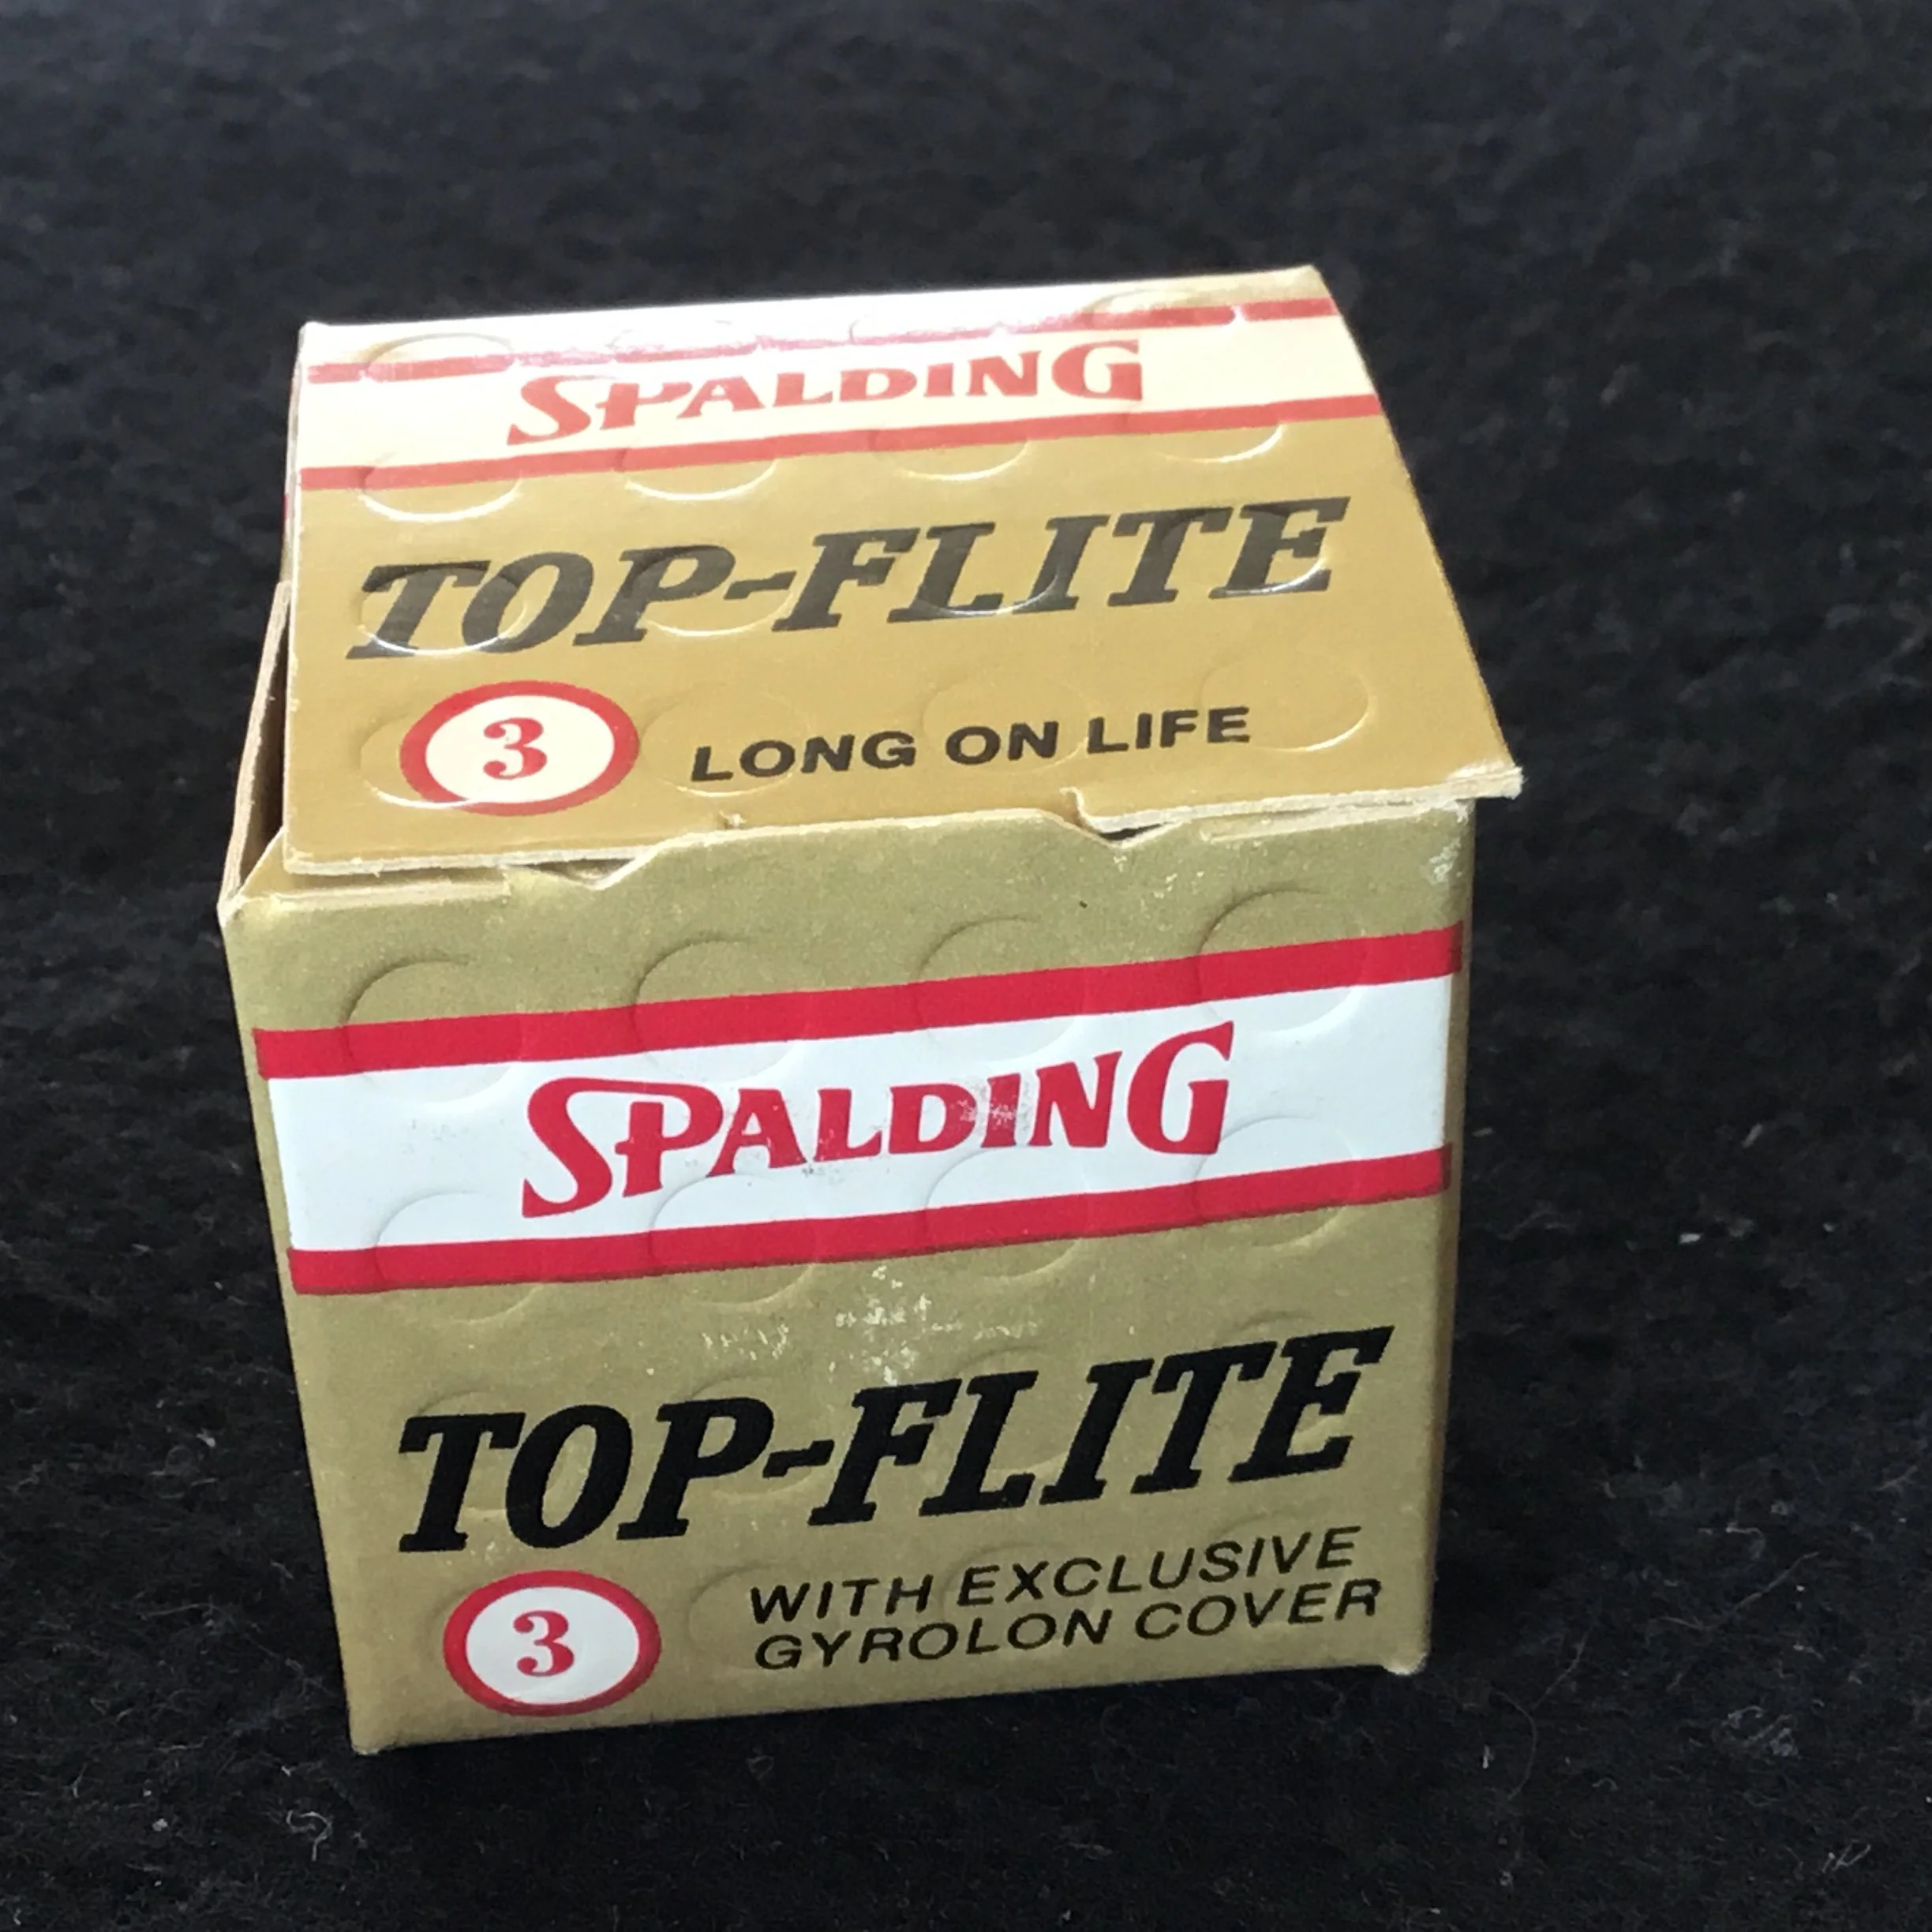 SPALDING
TOP-FLITE
3 LONG ON LIFE
SPALDING
TOP-FLITE
3 WITH EXCLUSIVE
GYROLON COVER